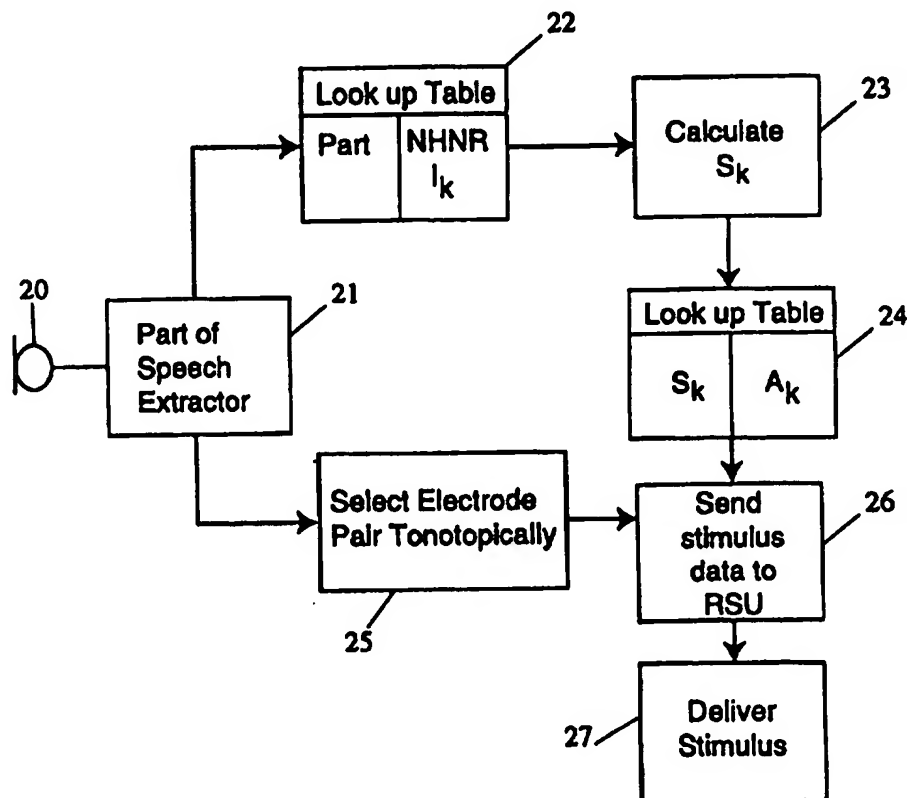 22
Look up Table
Part
NHNR
I_k
23
Calculate
S_k
20
21
Part of
Speech
Extractor
Look up Table
24
S_k
A_k
Select Electrode
Pair Tonotopically
25
Send
stimulus
data to
RSU
26
27
Deliver
Stimulus